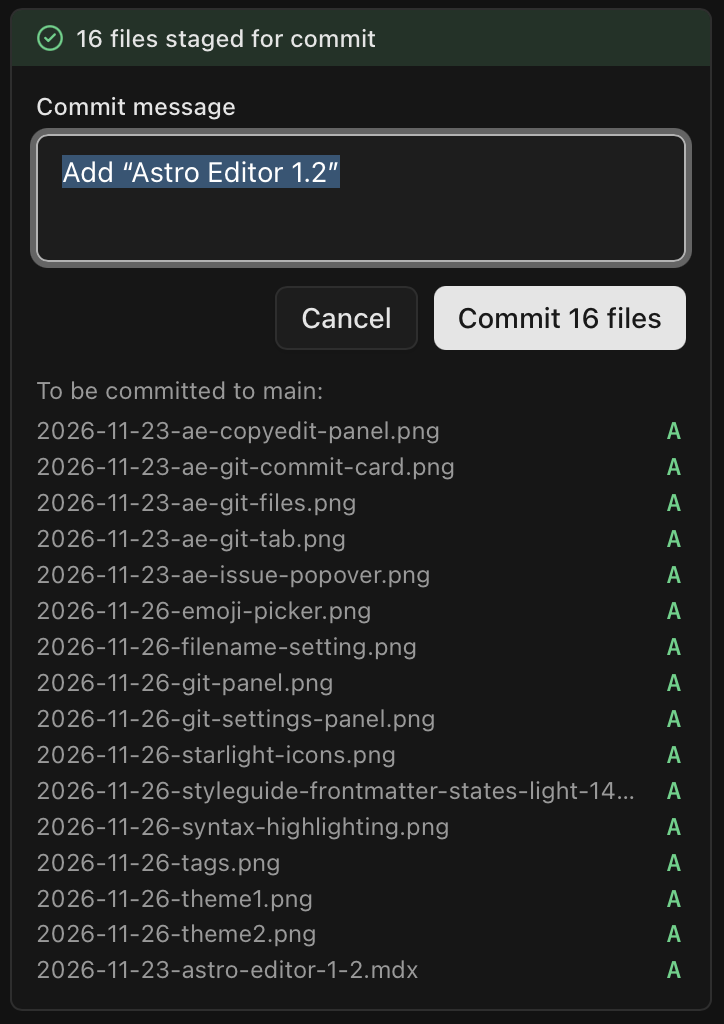 16 files staged for commit
Commit message
Add “Astro Editor 1.2”
Cancel
Commit 16 files
To be committed to main:
2026-11-23-ae-copyedit-panel.png A
2026-11-23-ae-git-commit-card.png A
2026-11-23-ae-git-files.png A
2026-11-23-ae-git-tab.png A
2026-11-23-ae-issue-popover.png A
2026-11-26-emoji-picker.png A
2026-11-26-filename-setting.png A
2026-11-26-git-panel.png A
2026-11-26-git-settings-panel.png A
2026-11-26-starlight-icons.png A
2026-11-26-styleguide-frontmatter-states-light-14... A
2026-11-26-syntax-highlighting.png A
2026-11-26-tags.png A
2026-11-26-theme1.png A
2026-11-26-theme2.png A
2026-11-23-astro-editor-1-2.mdx A